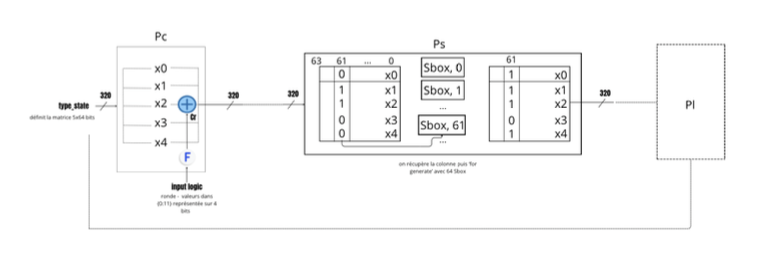 Pc
x0
x1
x2
x3
x4
Cr
F
320
type_state
définit la matrice 5x64 bits
input logic
ronde - valeurs dans
(0:11) représentée sur 4
bits
320
320
Ps
63 61 ... 0
0 x0
1 x1
1 x2
0 x3
0 x4
Sbox, 0
Sbox, 1
...
Sbox, 61
...
61
1 x0
1 x1
1 x2
0 x3
1 x4
on récupère la colonne puis 'for
generate' avec 64 Sbox
320
Pl